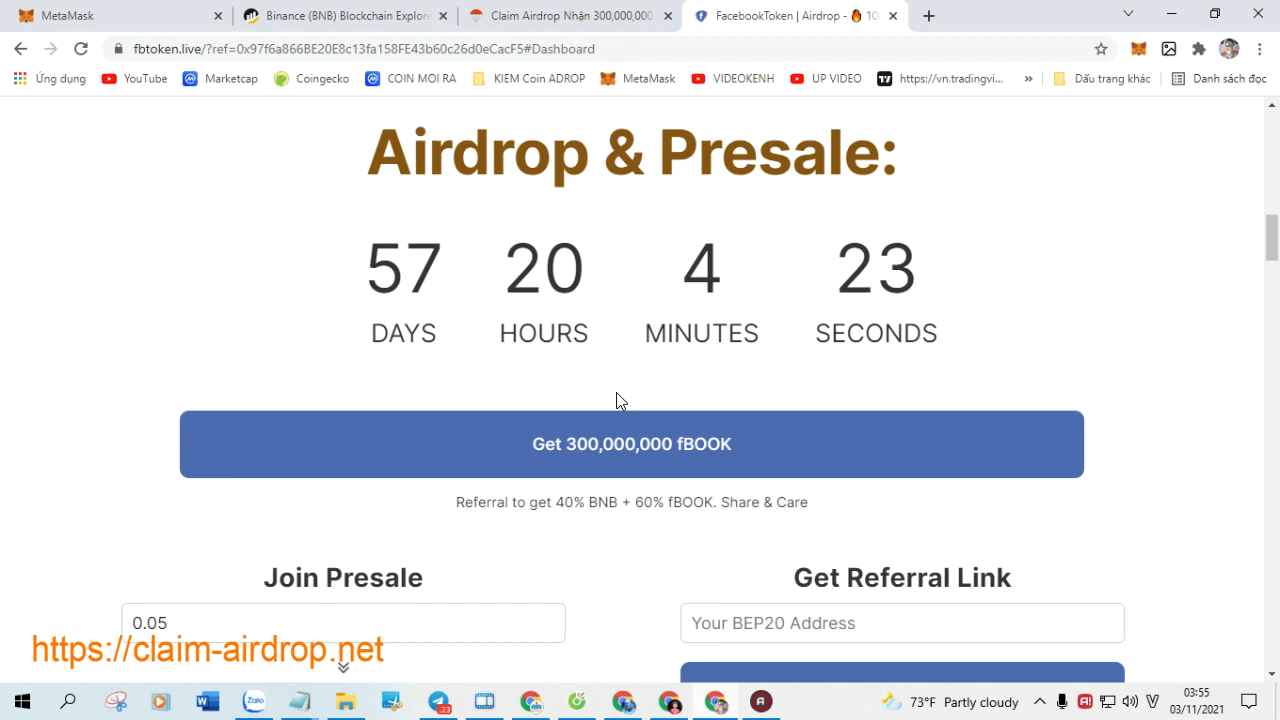 MetaMask
Binance (BNB) Blockchain Explore
Claim Airdrop Nhận 300,000,000
FacebookToken | Airdrop - 🔥 10
fbtoken.live/?ref=0x97f6a866BE20E8c13fa158FE43b60c26d0eCacF5#Dashboard
Ứng dụng
YouTube
Marketcap
Coingecko
COIN MOI RA
KIEM Coin ADROP
MetaMask
VIDEOKENH
UP VIDEO
https://vn.tradingvi...
»
Dấu trang khác
Danh sách đọc
Airdrop & Presale:
57 20 4 23
DAYS HOURS MINUTES SECONDS
Get 300,000,000 fBOOK
Referral to get 40% BNB + 60% fBOOK. Share & Care
Join Presale
Get Referral Link
0.05
Your BEP20 Address
https://claim-airdrop.net
Zalo
23
73°F Partly cloudy
03:55
03/11/2021